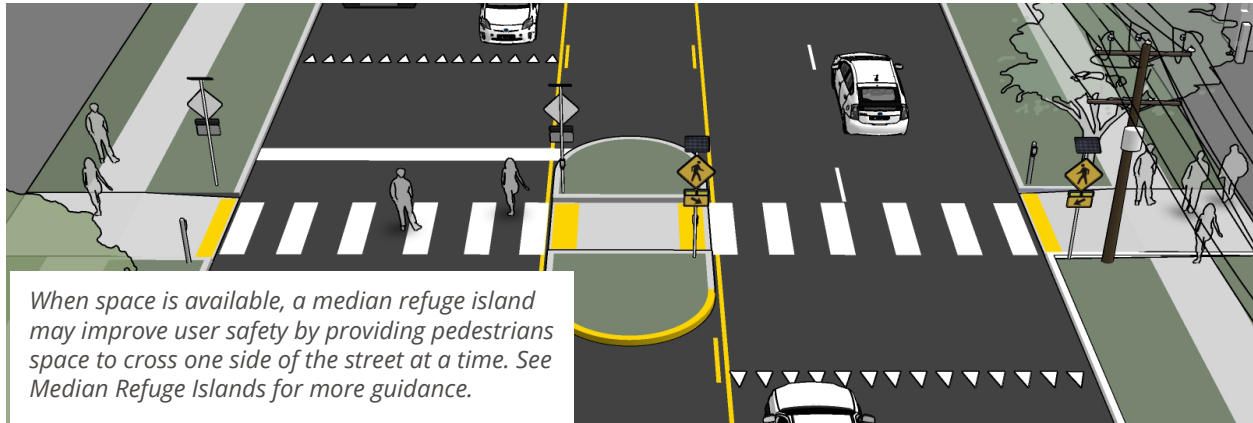 When space is available, a median refuge island
may improve user safety by providing pedestrians
space to cross one side of the street at a time. See
Median Refuge Islands for more guidance.